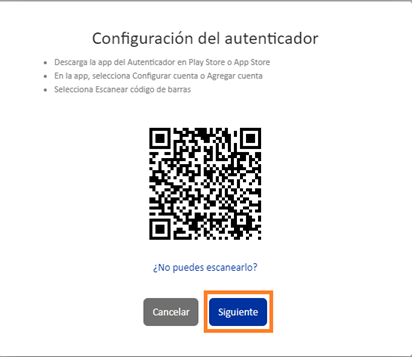 Configuración del autenticador
• Descarga la app del Autenticador en Play Store o App Store
• En la app, selecciona Configurar cuenta o Agregar cuenta
• Selecciona Escanear código de barras
¿No puedes escanearlo?
Cancelar
Siguiente